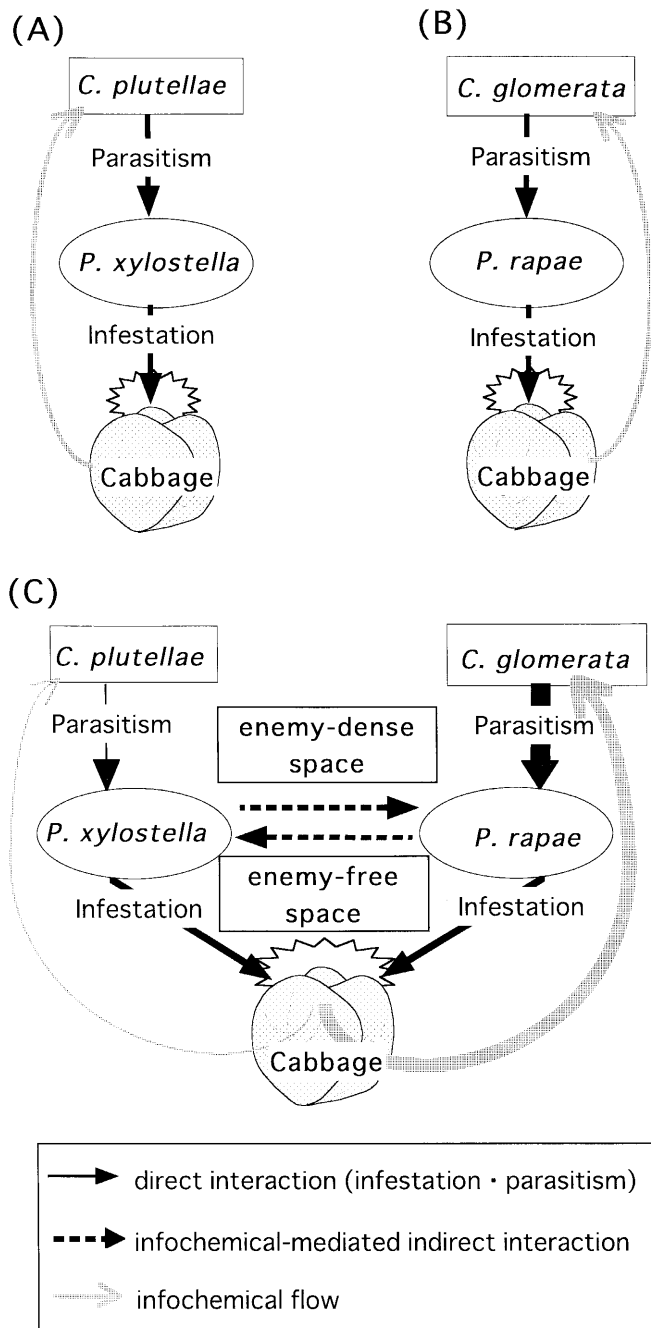 (A)
C. plutellae
Parasitism
P. xylostella
Infestation
Cabbage
(B)
C. glomerata
Parasitism
P. rapae
Infestation
Cabbage
(C)
C. plutellae
C. glomerata
Parasitism
Parasitism
enemy-dense
space
P. xylostella
P. rapae
enemy-free
space
Infestation
Infestation
Cabbage
direct interaction (infestation・parasitism)
infochemical-mediated indirect interaction
infochemical flow